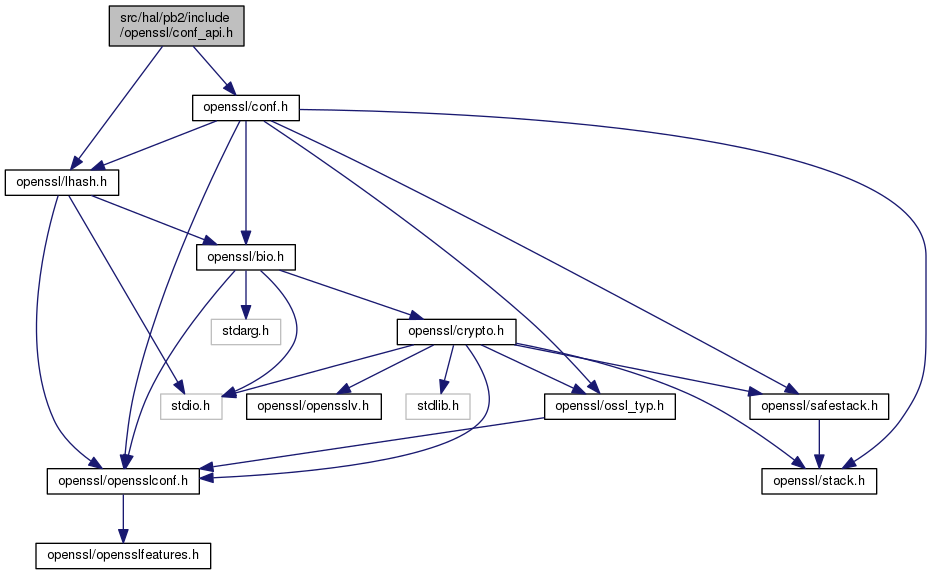 src/hal/pb2/include
/openssl/conf_api.h
openssl/conf.h
openssl/lhash.h
openssl/bio.h
stdarg.h
openssl/crypto.h
stdio.h
openssl/opensslv.h
stdlib.h
openssl/ossl_typ.h
openssl/safestack.h
openssl/opensslconf.h
openssl/stack.h
openssl/opensslfeatures.h